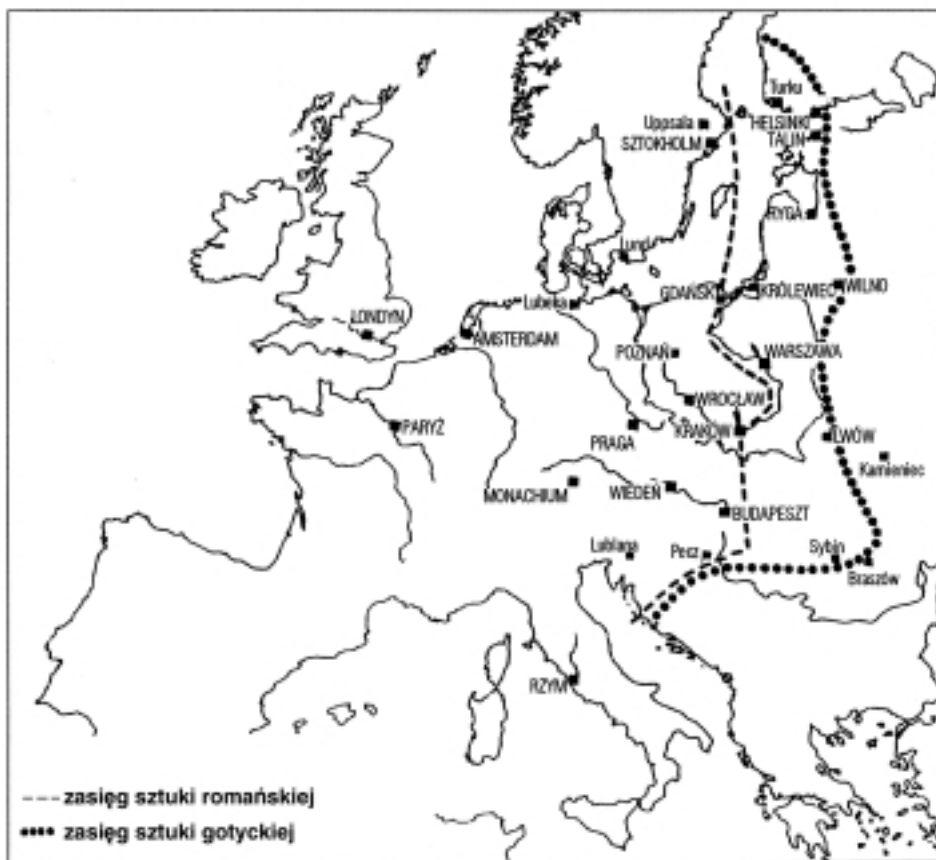 Turku
HELSINKI
Uppsala
SZTOKHOLM
TALIN
RYGA
Lund
GDAŃSK
KRÓLEWIEC
WILNO
Lubeka
LONDYN
AMSTERDAM
POZNAŃ
WARSZAWA
WROCŁAW
PARYŻ
PRAGA
KRAKÓW
LWÓW
Kamieniec
MONACHIUM
WIEDEŃ
BUDAPESZT
Lublana
Pecz
Sybin
Braszów
RZYM
zasięg sztuki romańskiej
zasięg sztuki gotyckiej